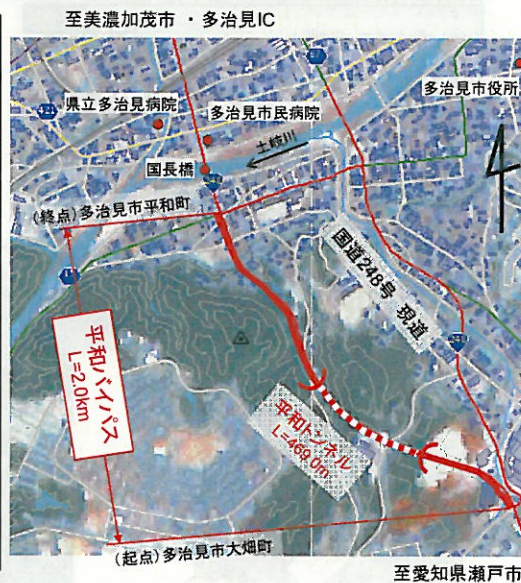 至美濃加茂市 ・多治見IC
多治見市役所
県立多治見病院
多治見市民病院
土岐川
国長橋
(終点)多治見市平和町
国道248号 現道
248
平和バイパス
L=2.0km
平和トンネル
L=469.0m
(起点)多治見市大畑町
至愛知県瀬戸市